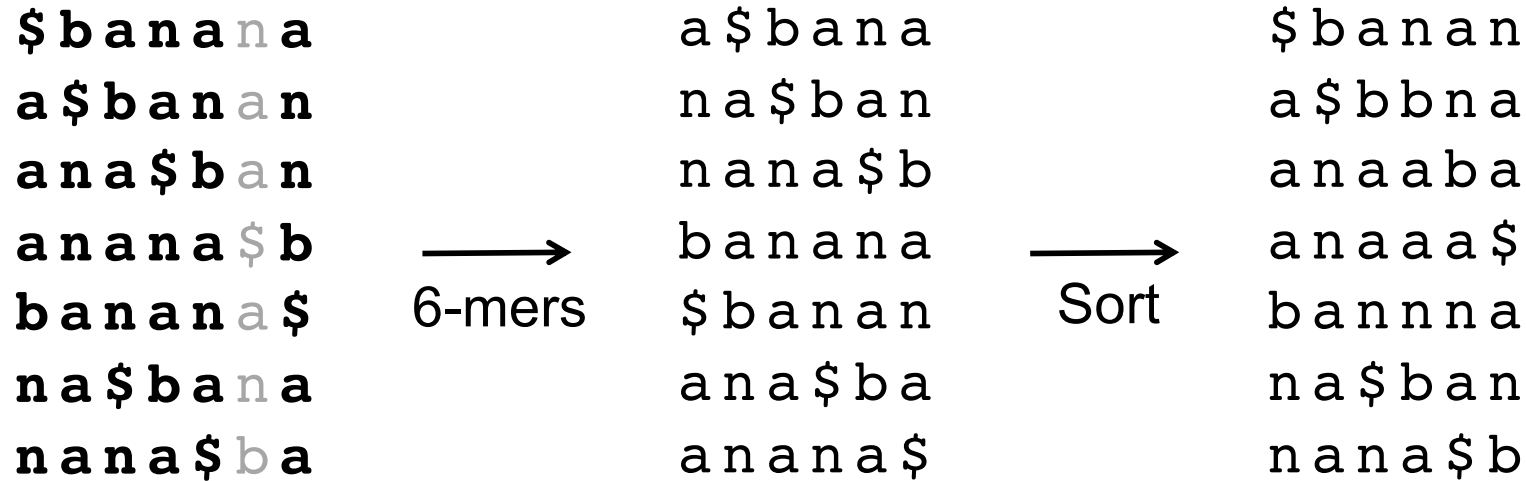 $banana a$bana $banan
a$banan na$ban a$bbna
ana$ban nana$b anaaba
anana$b banana anaaa$
banana$ 6-mers $banan Sort bannna
na$bana ana$ba na$ban
nana$ba anana$ nana$b